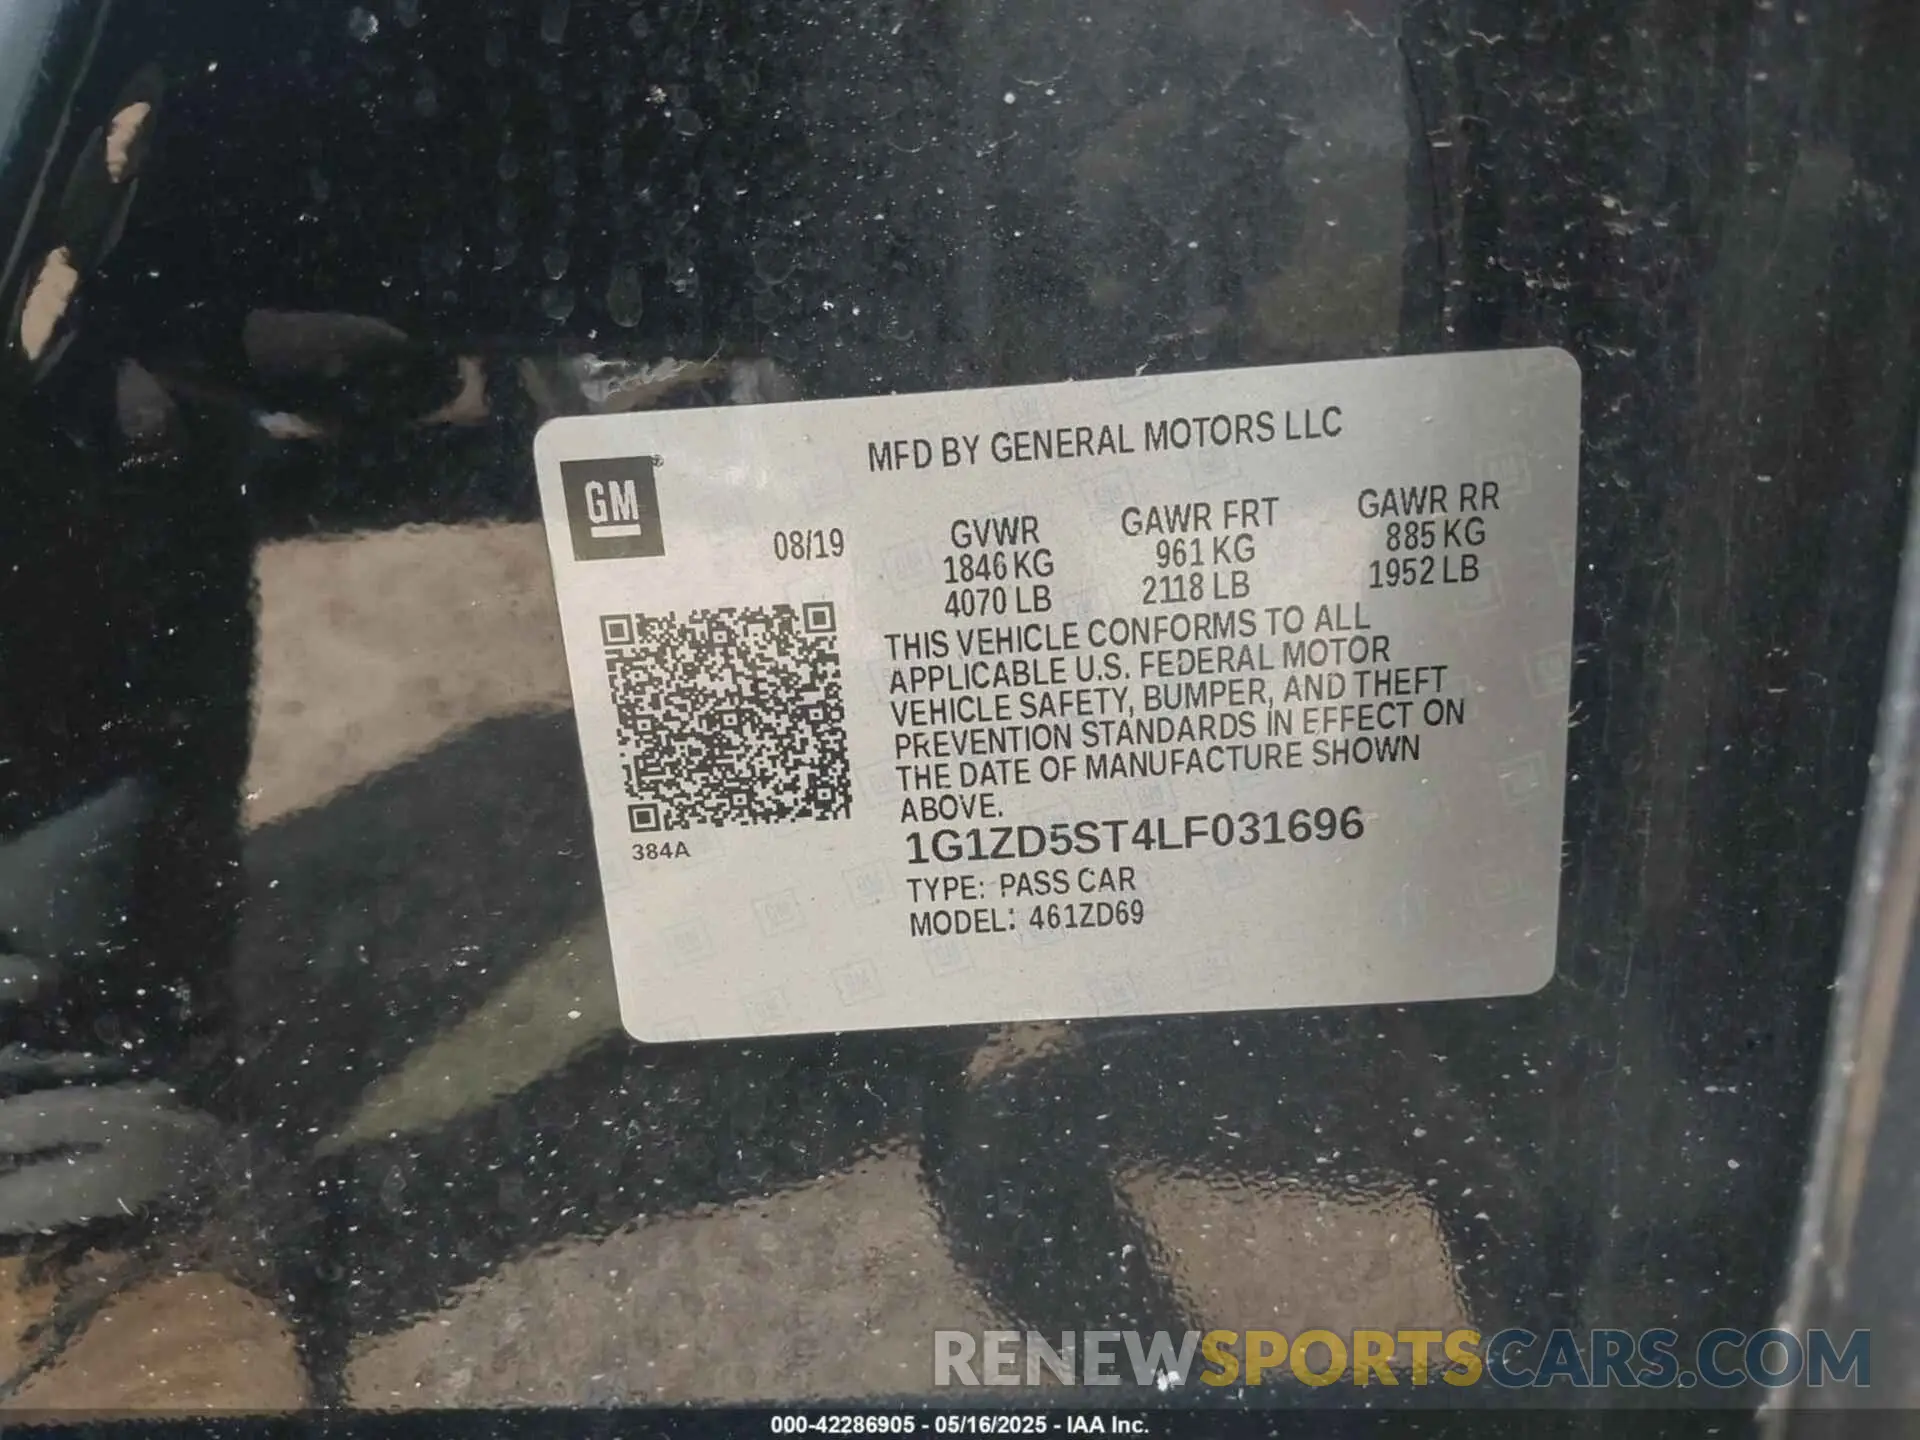 MFD BY GENERAL MOTORS LLC
GM®
08/19
GVWR GAWR FRT GAWR RR
1846 KG 961 KG 885 KG
4070 LB 2118 LB 1952 LB
THIS VEHICLE CONFORMS TO ALL
APPLICABLE U.S. FEDERAL MOTOR
VEHICLE SAFETY, BUMPER, AND THEFT
PREVENTION STANDARDS IN EFFECT ON
THE DATE OF MANUFACTURE SHOWN
ABOVE.
1G1ZD5ST4LF031696
384A
TYPE: PASS CAR
MODEL: 461ZD69
RENEWSPORTSCARS.COM
000-42286905 - 05/16/2025 - IAA Inc.